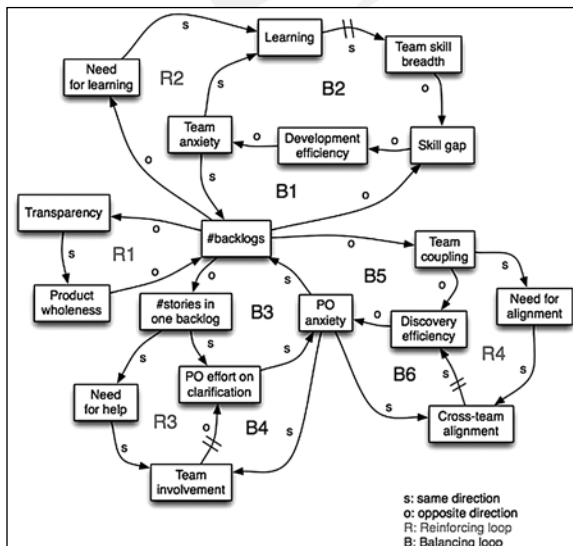 Learning
s
s
Team skill
breadth
Need
for learning
R2
s
B2
o
Team
anxiety
o
Development
efficiency
o
Skill gap
s
B1
o
o
Transparency
o
s
R1
#backlogs
o
Team
coupling
Product
wholeness
o
o
s
B5
s
#stories in
one backlog
B3
PO
anxiety
o
Discovery
efficiency
o
Need for
alignment
s
s
s
R4
Need
for help
PO effort on
clarification
B6
s
s
R3
o
B4
s
s
Cross-team
alignment
s
Team
involvement
s: same direction
o: opposite direction
R: Reinforcing loop
B: Balancing loop